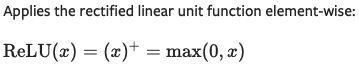 Applies the rectified linear unit function element-wise:
ReLU(x) = (x)⁺ = max(0, x)